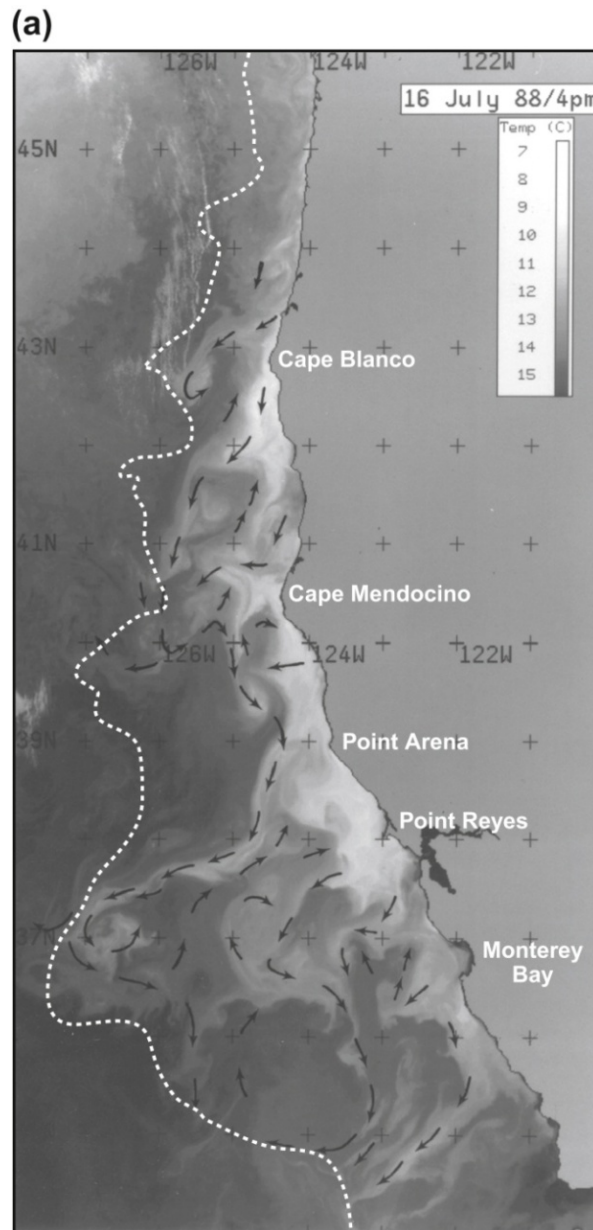 (a)
126W 124W 122W
16 July 88/4pm
Temp (C)
7
8
9
10
11
12
13
14
15
45N
43N
Cape Blanco
41N
Cape Mendocino
126W 124W 122W
39N
Point Arena
Point Reyes
37N
Monterey
Bay